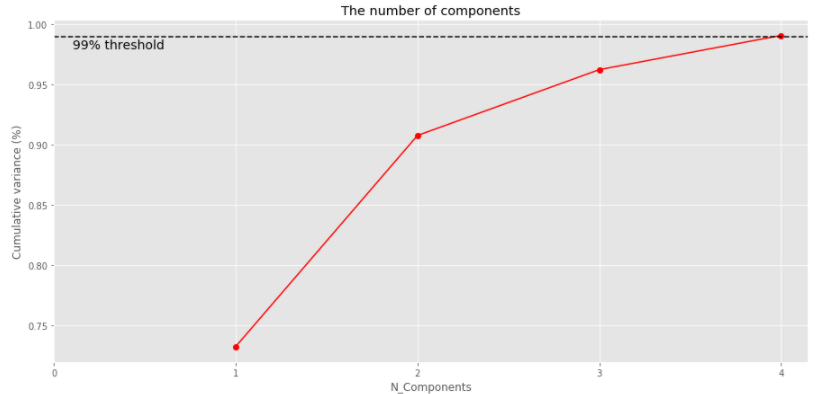 The number of components
1.00
99% threshold
0.95
0.90
0.85
0.80
0.75
Cumulative variance (%)
0 1 2 3 4
N_Components